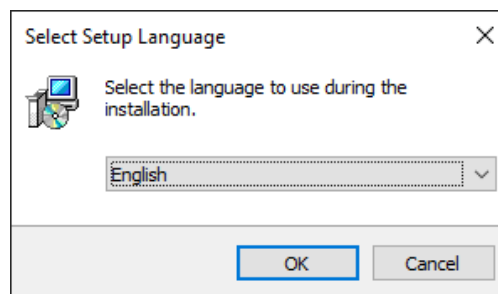 Select Setup Language
Select the language to use during the
installation.
English
OK
Cancel